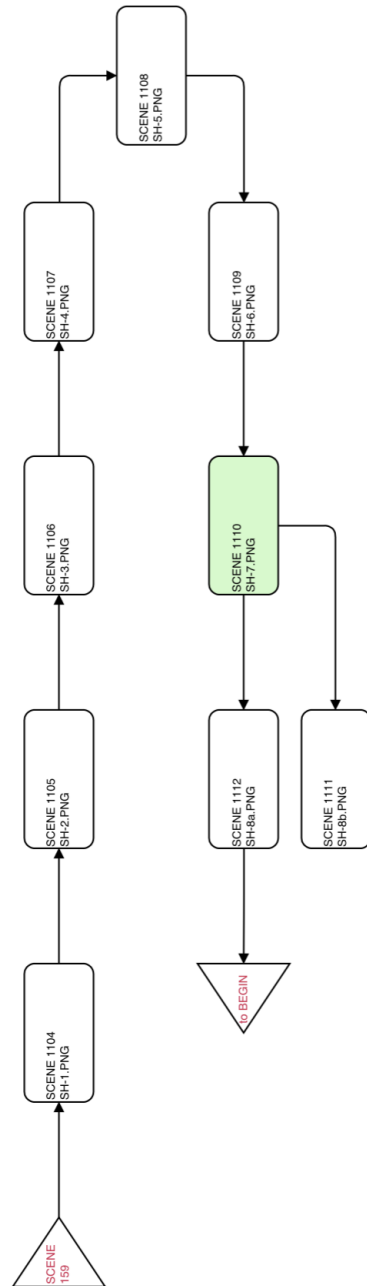 SCENE
159
SCENE 1104
SH-1.PNG
SCENE 1105
SH-2.PNG
SCENE 1106
SH-3.PNG
SCENE 1107
SH-4.PNG
SCENE 1108
SH-5.PNG
SCENE 1109
SH-6.PNG
SCENE 1110
SH-7.PNG
SCENE 1112
SH-8a.PNG
SCENE 1111
SH-8b.PNG
to BEGIN